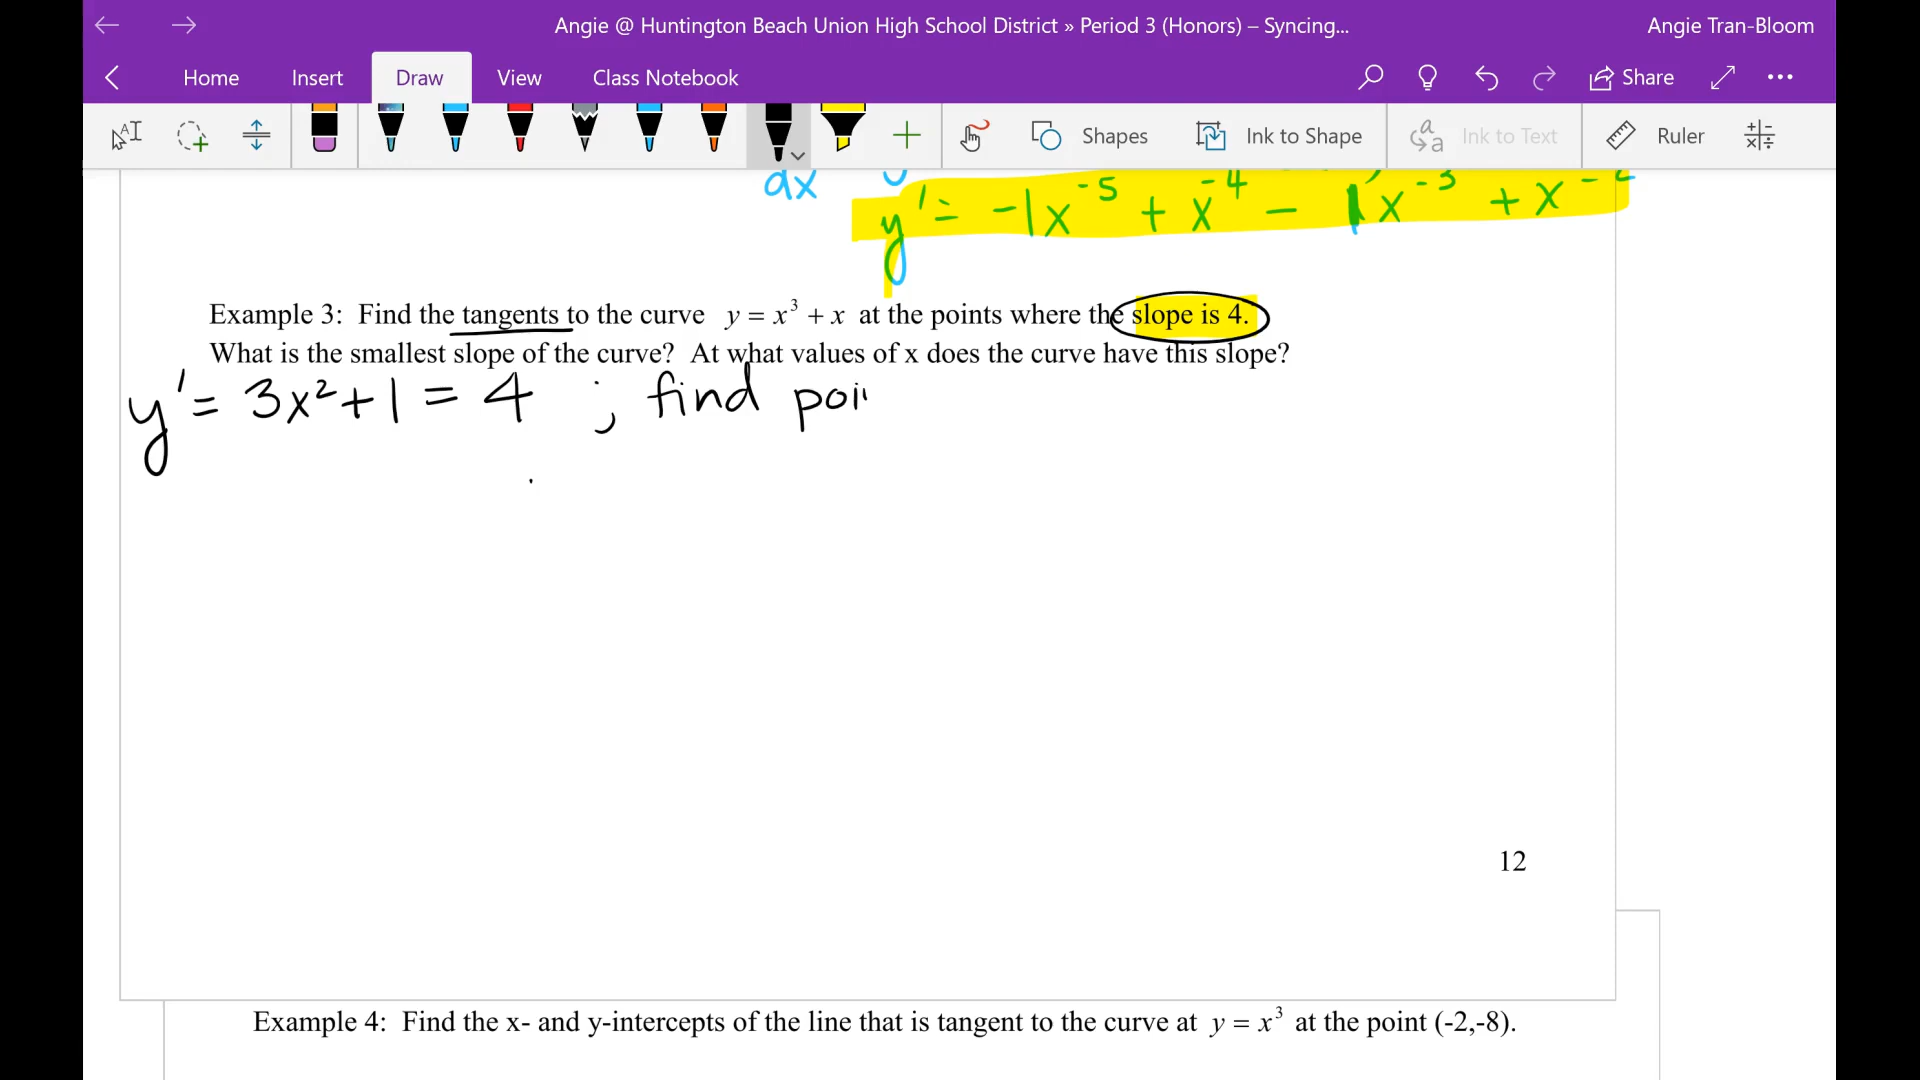 Angie @ Huntington Beach Union High School District » Period 3 (Honors) – Syncing...
Angie Tran-Bloom
Home Insert Draw View Class Notebook Share
Shapes Ink to Shape Ink to Text Ruler
dx
y' = -1x⁻⁵ + x⁻⁴ - 1x⁻³ + x⁻²
Example 3: Find the tangents to the curve y = x³ + x at the points where the slope is 4.
What is the smallest slope of the curve? At what values of x does the curve have this slope?
y' = 3x² + 1 = 4 ; find poi
12
Example 4: Find the x- and y-intercepts of the line that is tangent to the curve at y = x³ at the point (-2,-8).